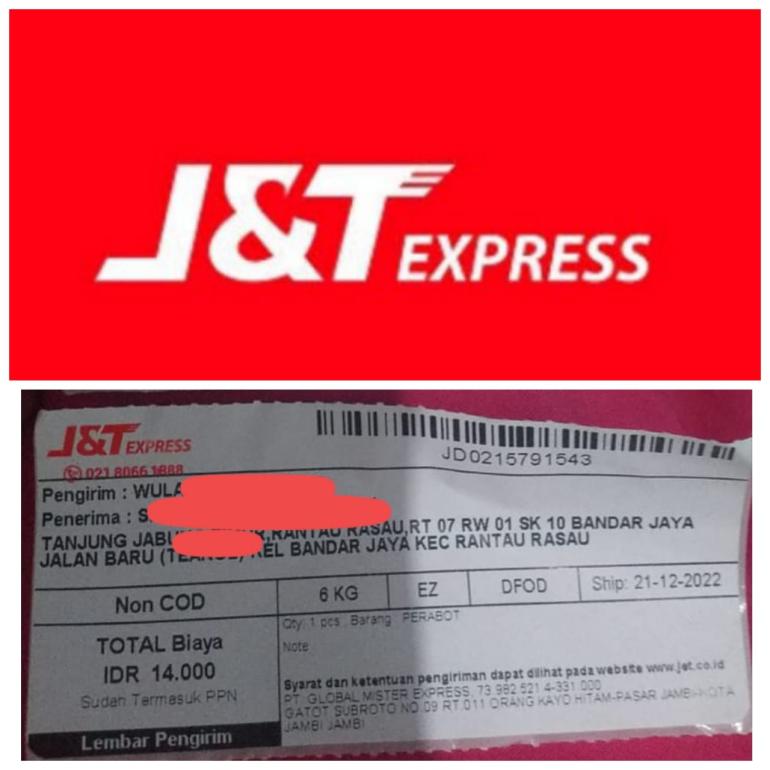 J&T EXPRESS
J&T EXPRESS
021 8066 1888
JD0215791543
Pengirim : WULA
Penerima : S
TANJUNG JABU RANTAU RASAU,RT 07 RW 01 SK 10 BANDAR JAYA
JALAN BARU KEL BANDAR JAYA KEC RANTAU RASAU
Non COD
6 KG
EZ
DFOD
Ship: 21-12-2022
TOTAL Biaya
IDR 14.000
Sudah Termasuk PPN
Lembar Pengirim
Qty: 1 pcs Barang : PERABOT
Note
Syarat dan ketentuan pengiriman dapat dilihat pada website www.jet.co.id
PT. GLOBAL MISTER EXPRESS, 73 982 521 4-331 000
GATOT SUBROTO NO.09 RT.011 ORANG KAYO HITAM-PASAR JAMBI-KOTA
JAMBI JAMBI